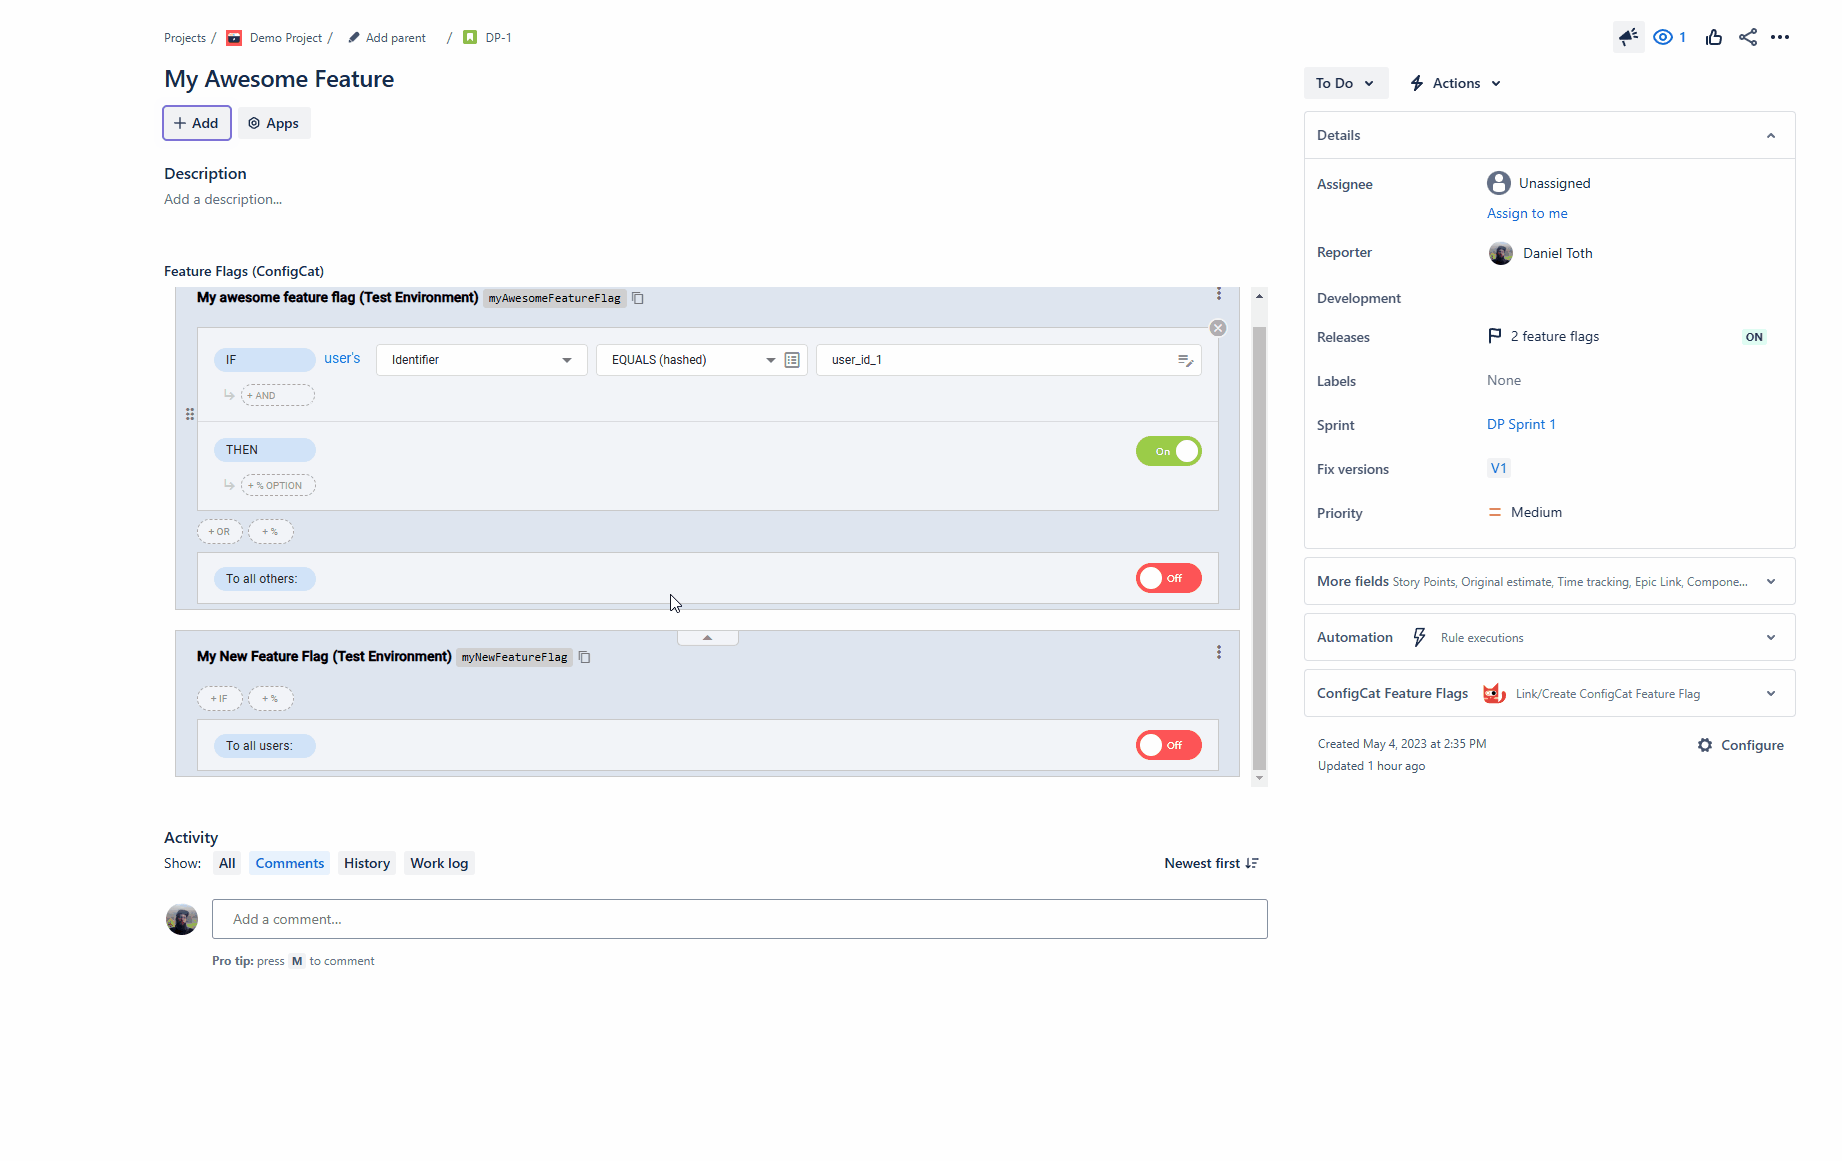 Projects / Demo Project / Add parent / DP-1
1
My Awesome Feature
To Do
Actions
+ Add
Apps
Description
Add a description...
Feature Flags (ConfigCat)
My awesome feature flag (Test Environment) myAwesomeFeatureFlag
IF user's Identifier EQUALS (hashed) user_id_1
+ AND
THEN On
+ % OPTION
+ OR + %
To all others: Off
My New Feature Flag (Test Environment) myNewFeatureFlag
+ IF + %
To all users: Off
Activity
Show: All Comments History Work log Newest first
Add a comment...
Pro tip: press M to comment
Details
Assignee Unassigned
Assign to me
Reporter Daniel Toth
Development
Releases 2 feature flags ON
Labels None
Sprint DP Sprint 1
Fix versions V1
Priority Medium
More fields Story Points, Original estimate, Time tracking, Epic Link, Compone...
Automation Rule executions
ConfigCat Feature Flags Link/Create ConfigCat Feature Flag
Created May 4, 2023 at 2:35 PM
Configure
Updated 1 hour ago